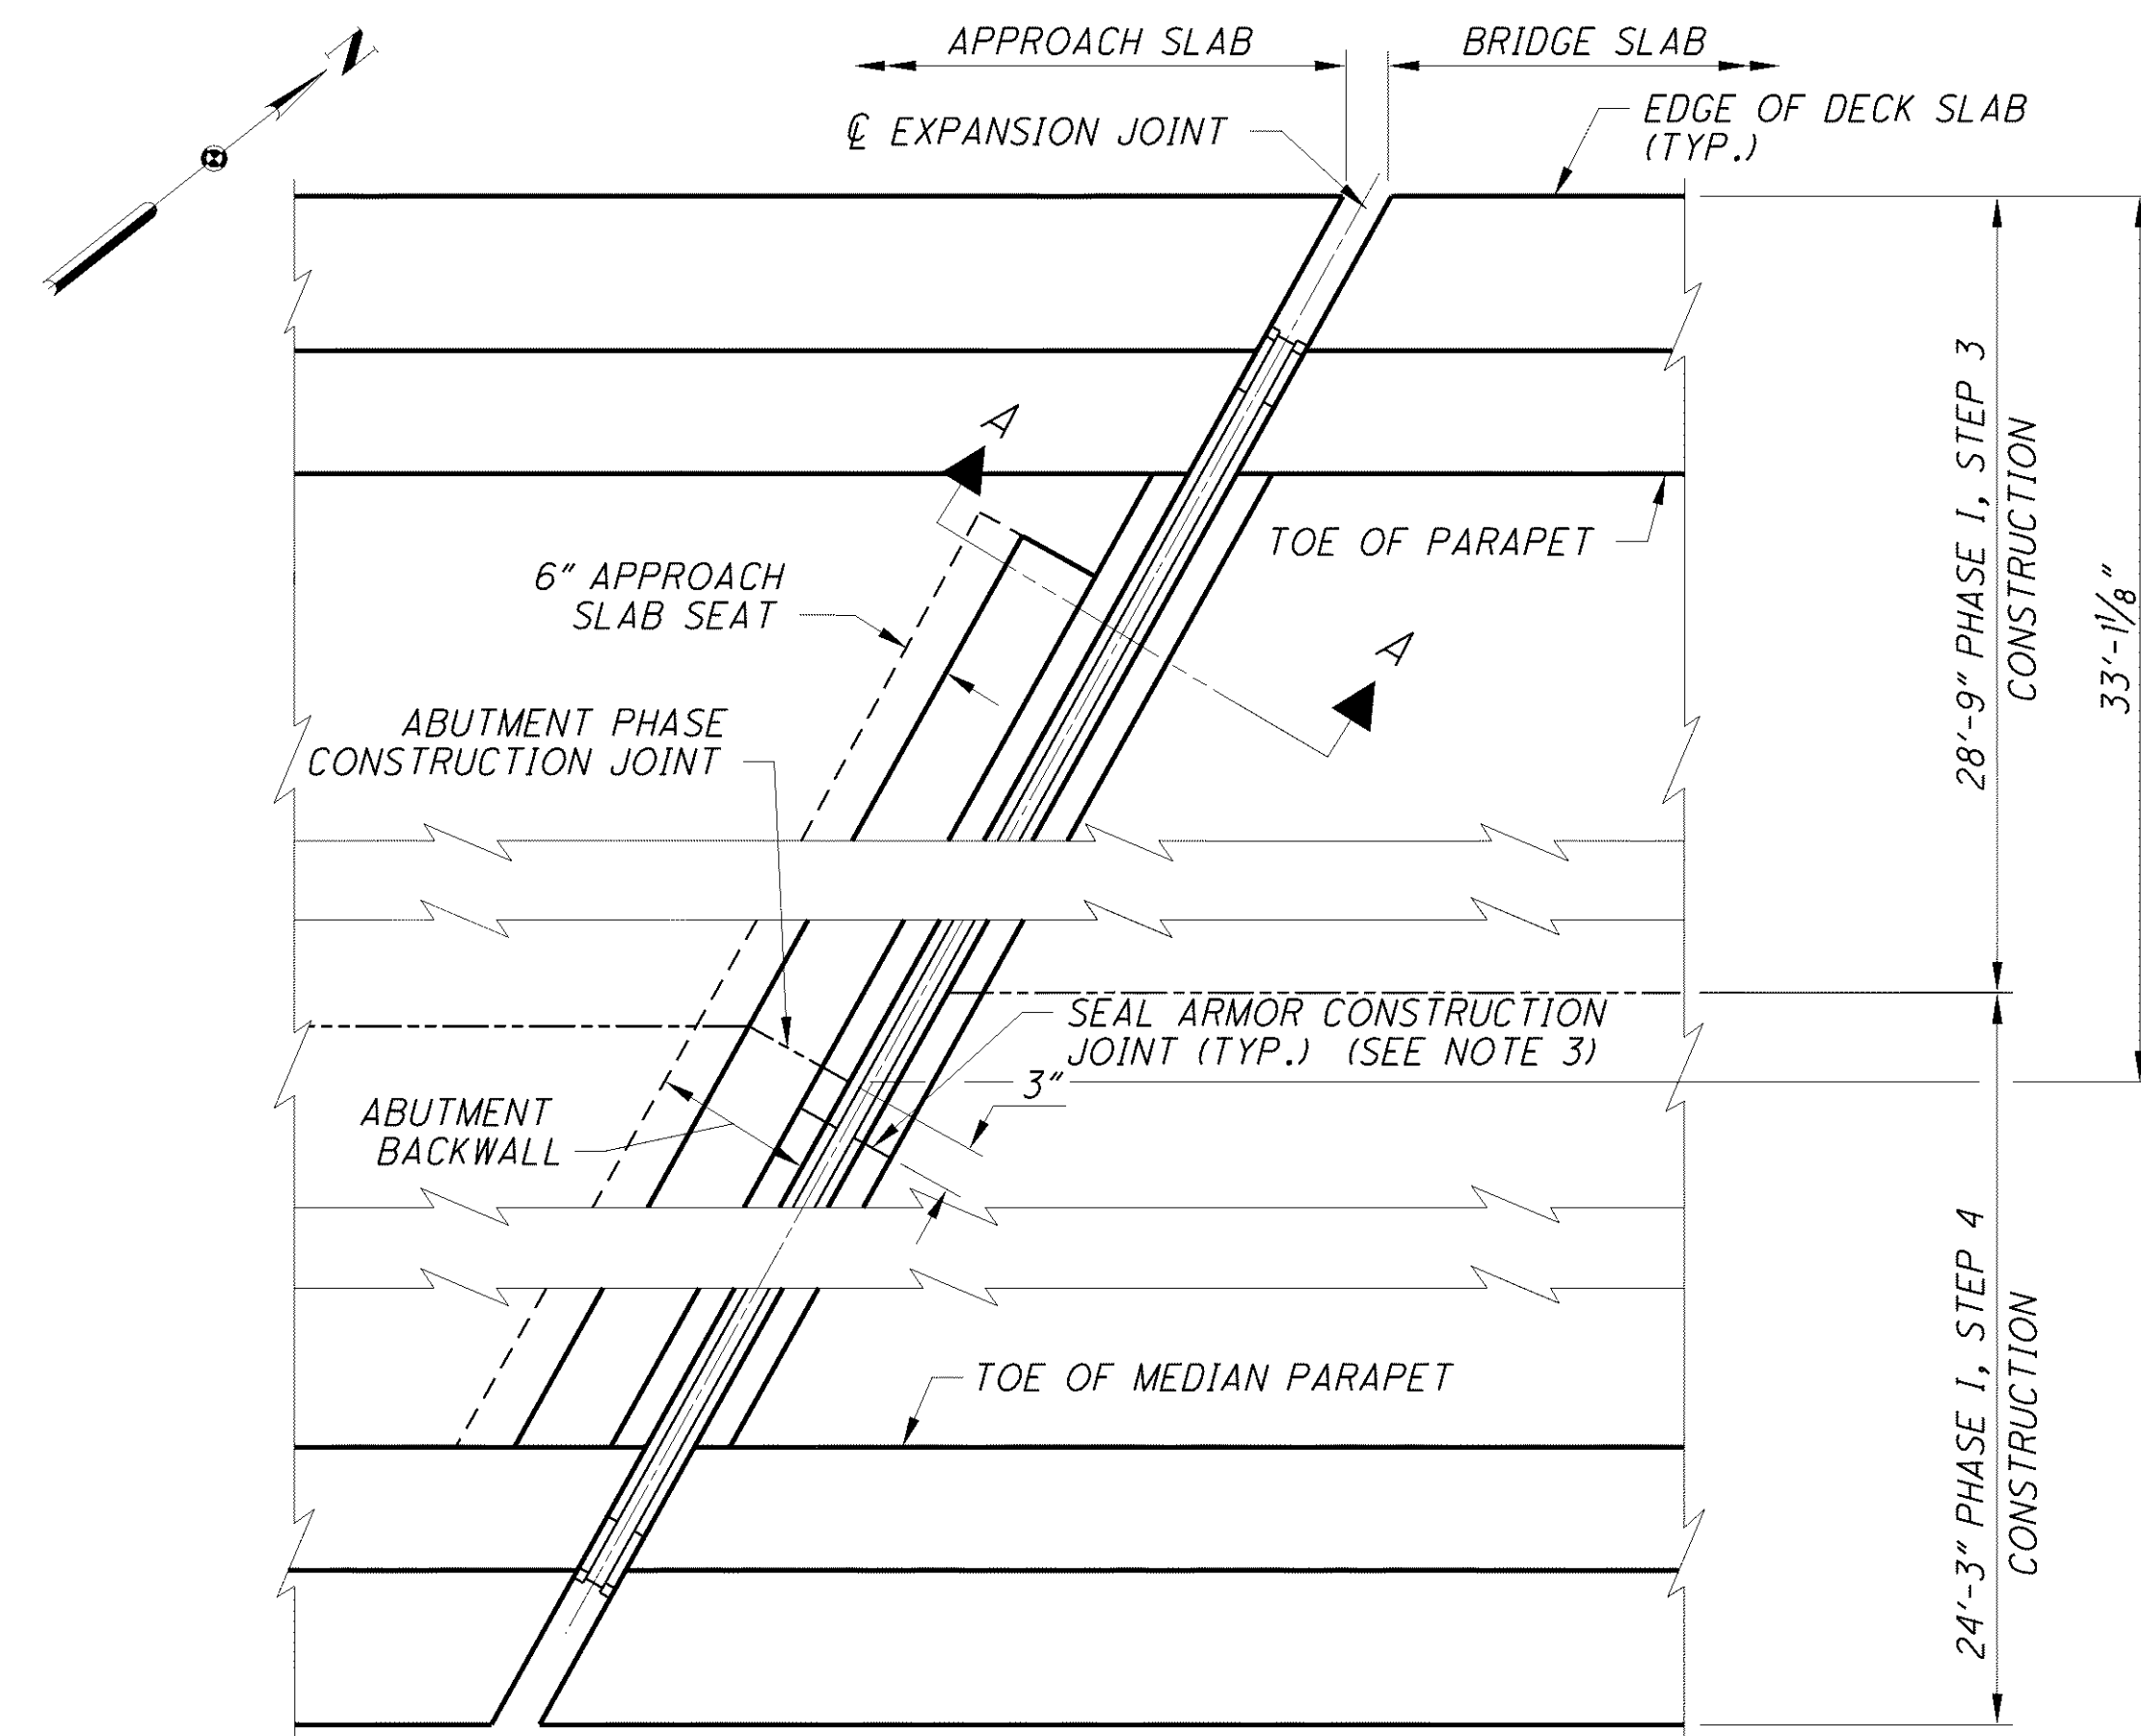 N
APPROACH SLAB
BRIDGE SLAB
℄ EXPANSION JOINT
EDGE OF DECK SLAB
(TYP.)
A
TOE OF PARAPET
6" APPROACH
SLAB SEAT
A
ABUTMENT PHASE
CONSTRUCTION JOINT
28'-9" PHASE I, STEP 3
CONSTRUCTION
33'-1 1/8"
SEAL ARMOR CONSTRUCTION
JOINT (TYP.) (SEE NOTE 3)
3"
ABUTMENT
BACKWALL
TOE OF MEDIAN PARAPET
24'-3" PHASE I, STEP 4
CONSTRUCTION